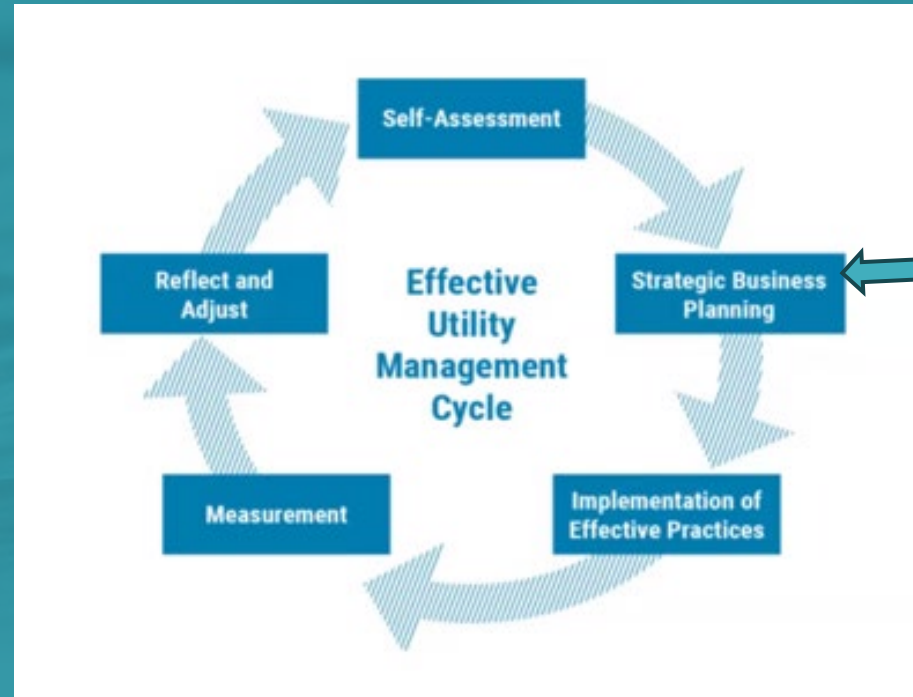 Self-Assessment
Strategic Business
Planning
Implementation of
Effective Practices
Measurement
Reflect and
Adjust
Effective
Utility
Management
Cycle